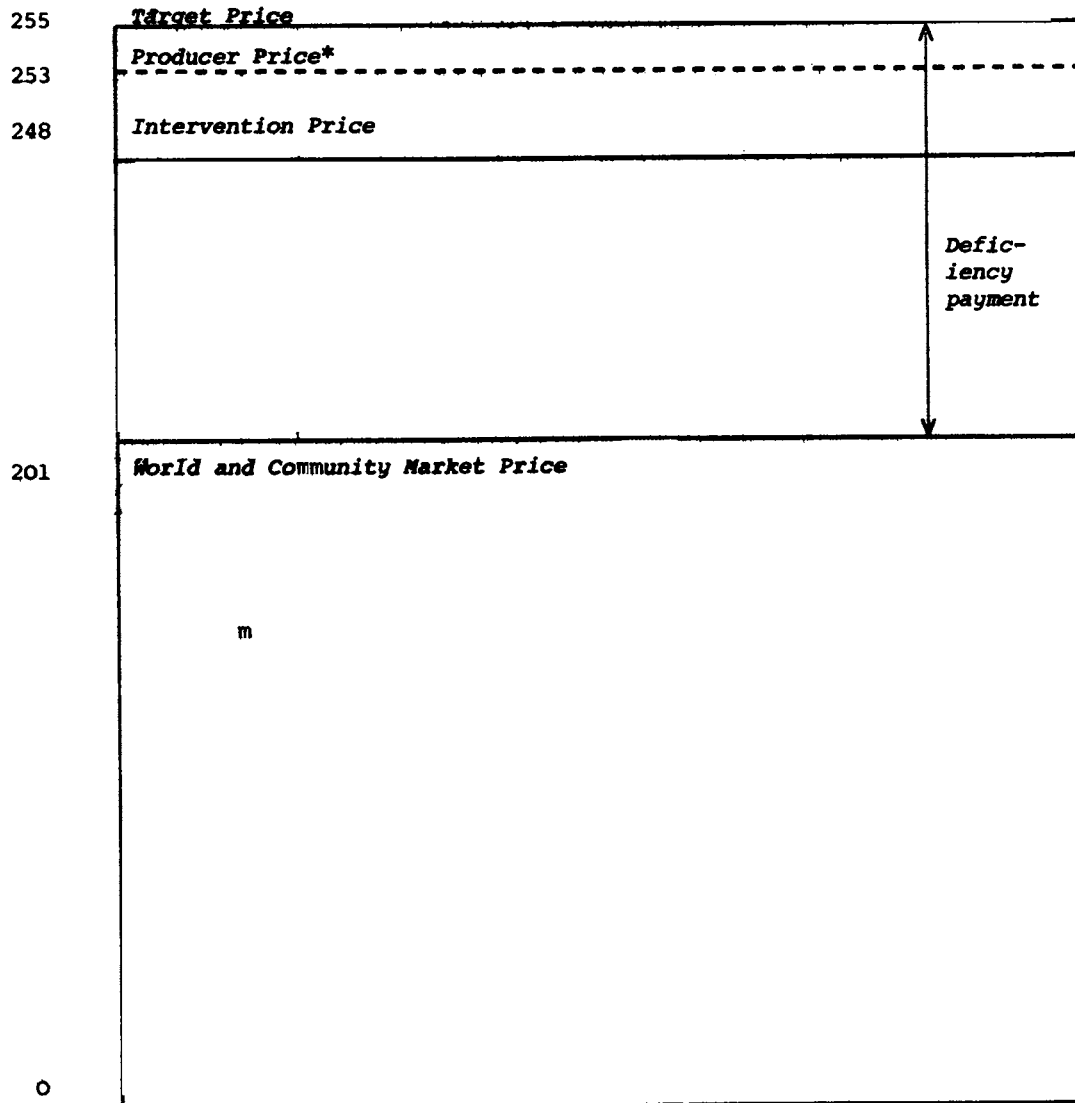 255 Target Price
Producer Price*
253
248 Intervention Price
Defic-
iency
payment
201 World and Community Market Price
m
0